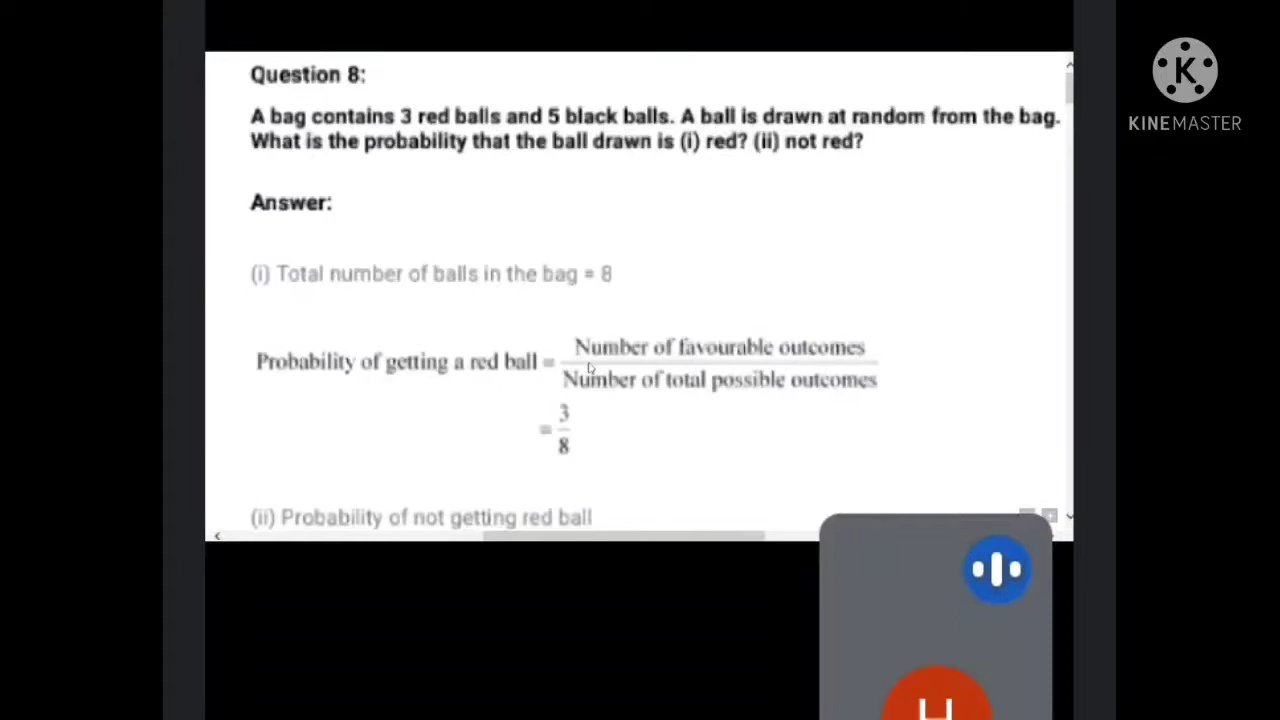 Question 8:
A bag contains 3 red balls and 5 black balls. A ball is drawn at random from the bag.
What is the probability that the ball drawn is (i) red? (ii) not red?
Answer:
(i) Total number of balls in the bag = 8
Probability of getting a red ball = Number of favourable outcomes
Number of total possible outcomes
= 3
8
(ii) Probability of not getting red ball
K
KINEMASTER
H